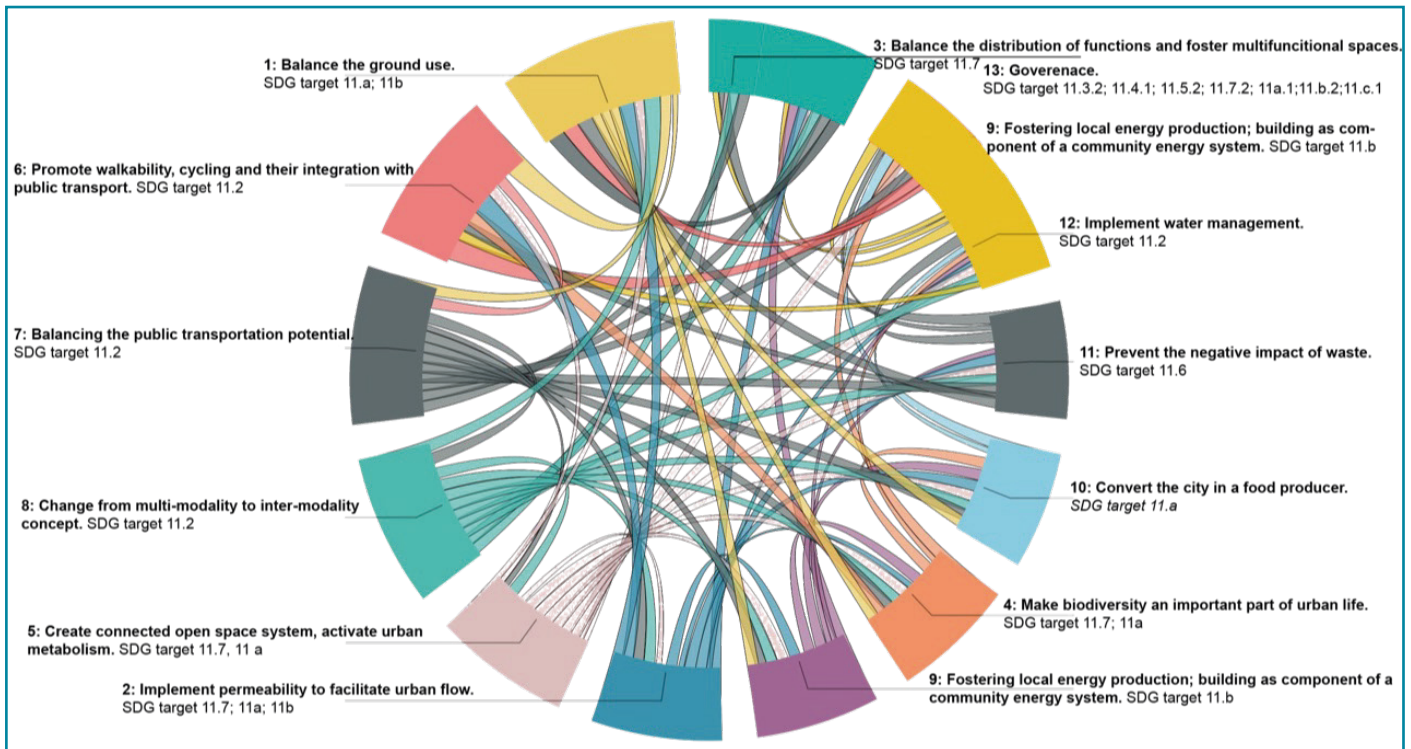 1: Balance the ground use.
SDG target 11.a; 11b
3: Balance the distribution of functions and foster multifuncitional spaces.
SDG target 11.7
13: Goverenace.
SDG target 11.3.2; 11.4.1; 11.5.2; 11.7.2; 11a.1;11.b.2;11.c.1
9: Fostering local energy production; building as com-
ponent of a community energy system. SDG target 11.b
6: Promote walkability, cycling and their integration with
public transport. SDG target 11.2
12: Implement water management.
SDG target 11.2
7: Balancing the public transportation potential.
SDG target 11.2
11: Prevent the negative impact of waste.
SDG target 11.6
10: Convert the city in a food producer.
SDG target 11.a
8: Change from multi-modality to inter-modality
concept. SDG target 11.2
4: Make biodiversity an important part of urban life.
SDG target 11.7; 11a
5: Create connected open space system, activate urban
metabolism. SDG target 11.7, 11 a
9: Fostering local energy production; building as component of a
community energy system. SDG target 11.b
2: Implement permeability to facilitate urban flow.
SDG target 11.7; 11a; 11b